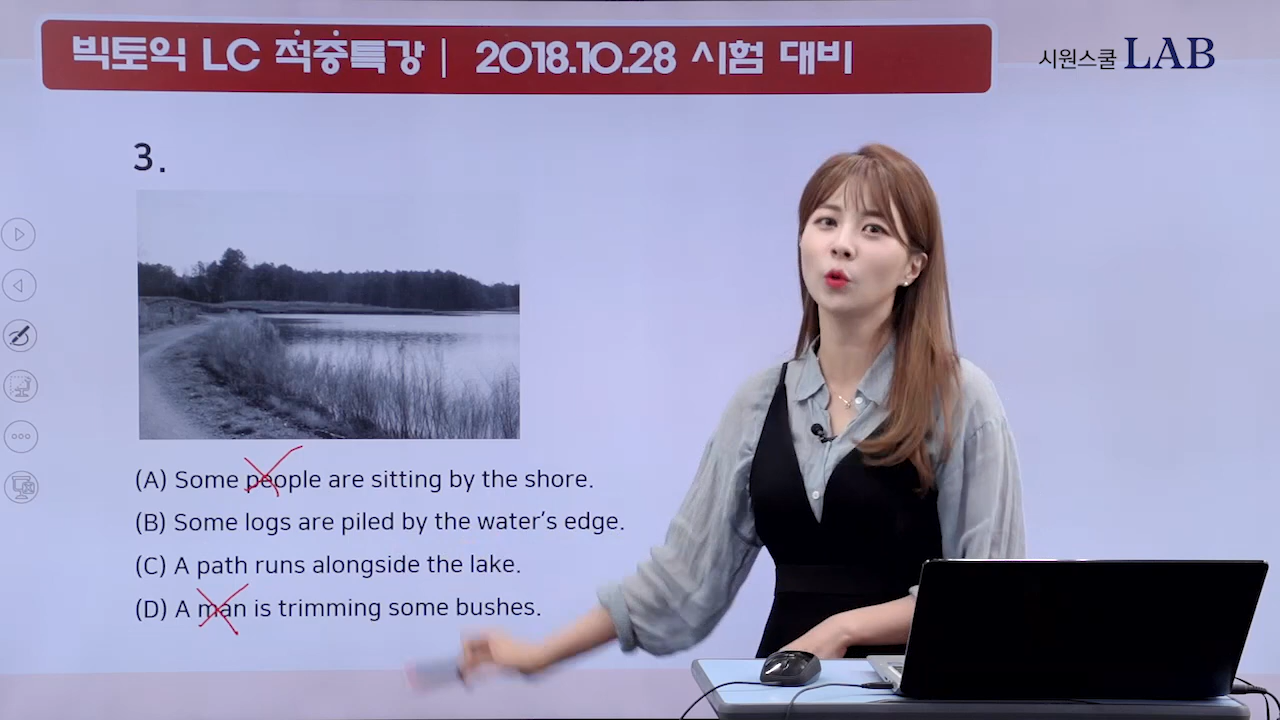 빅토익 LC 적중특강 | 2018.10.28 시험 대비
시원스쿨 LAB
3.
(A) Some people are sitting by the shore.
(B) Some logs are piled by the water's edge.
(C) A path runs alongside the lake.
(D) A man is trimming some bushes.